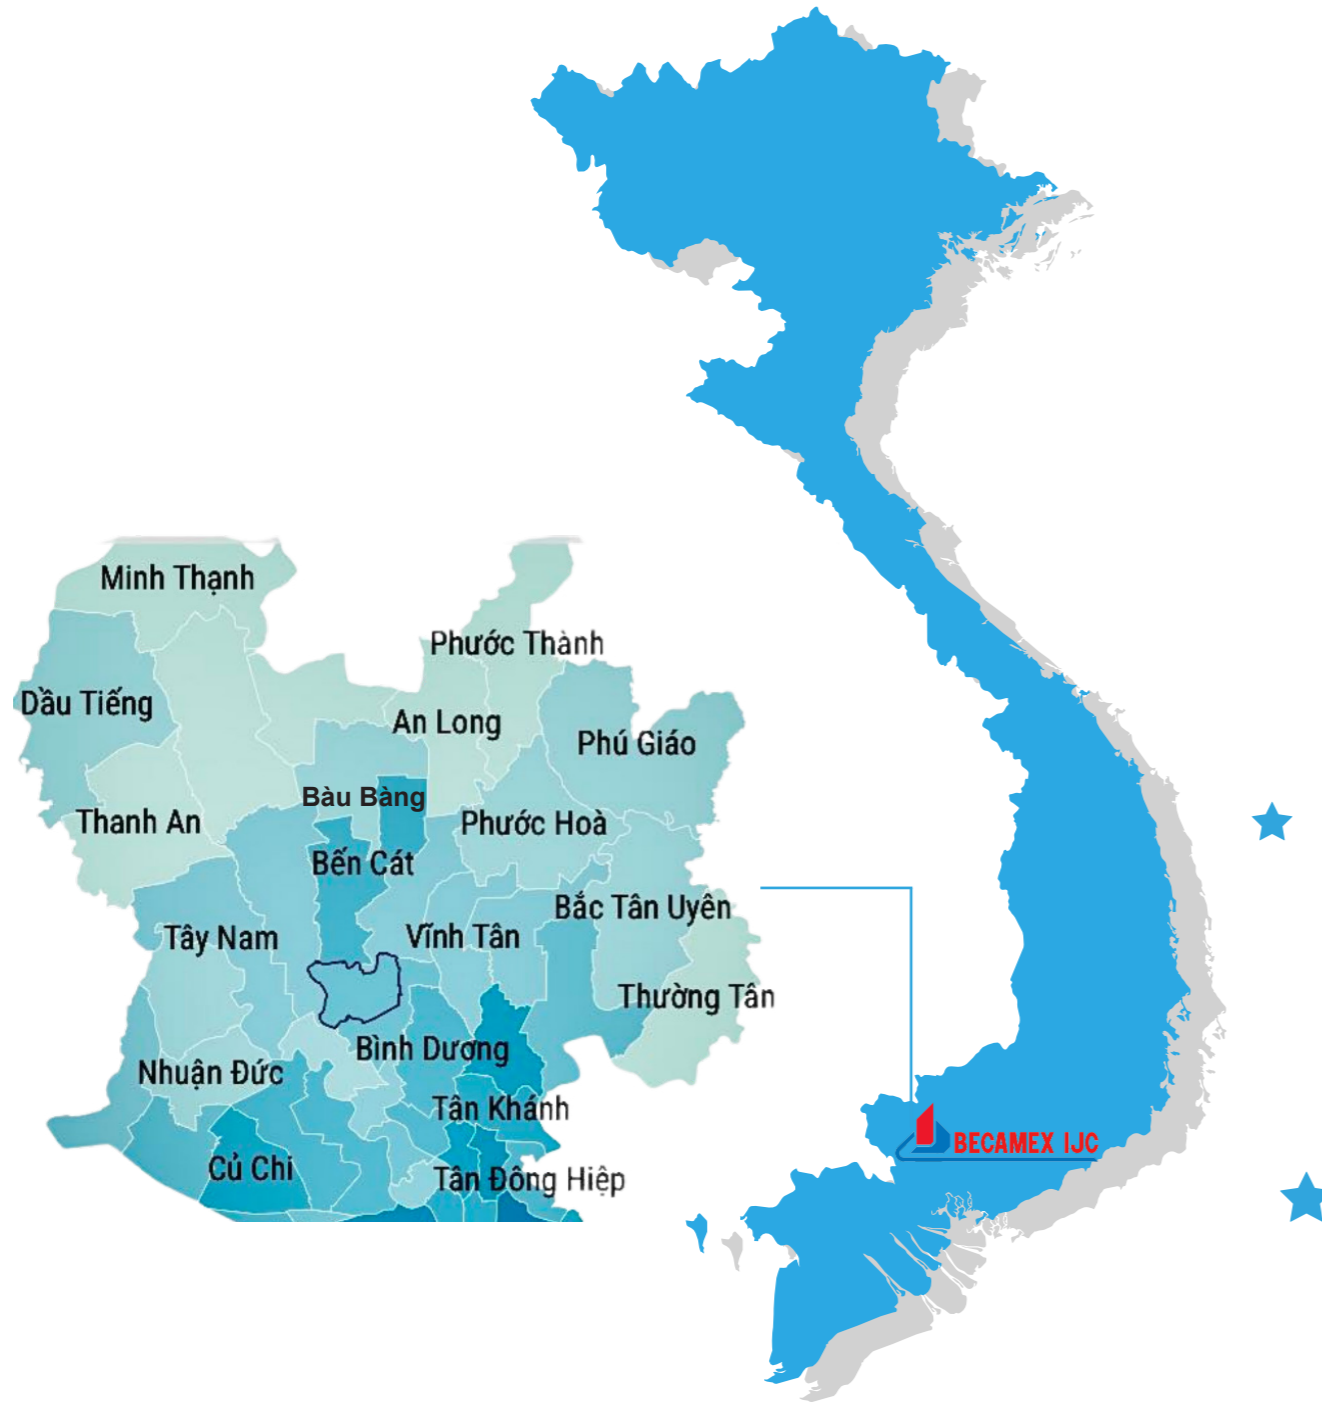 Minh Thạnh
Phước Thành
Dầu Tiếng
An Long
Phú Giáo
Bàu Bàng
Thanh An
Phước Hoà
Bến Cát
Bắc Tân Uyên
Tây Nam
Vĩnh Tân
Thường Tân
Bình Dương
Nhuận Đức
Tân Khánh
BECAMEX IJC
Củ Chi
Tân Đông Hiệp